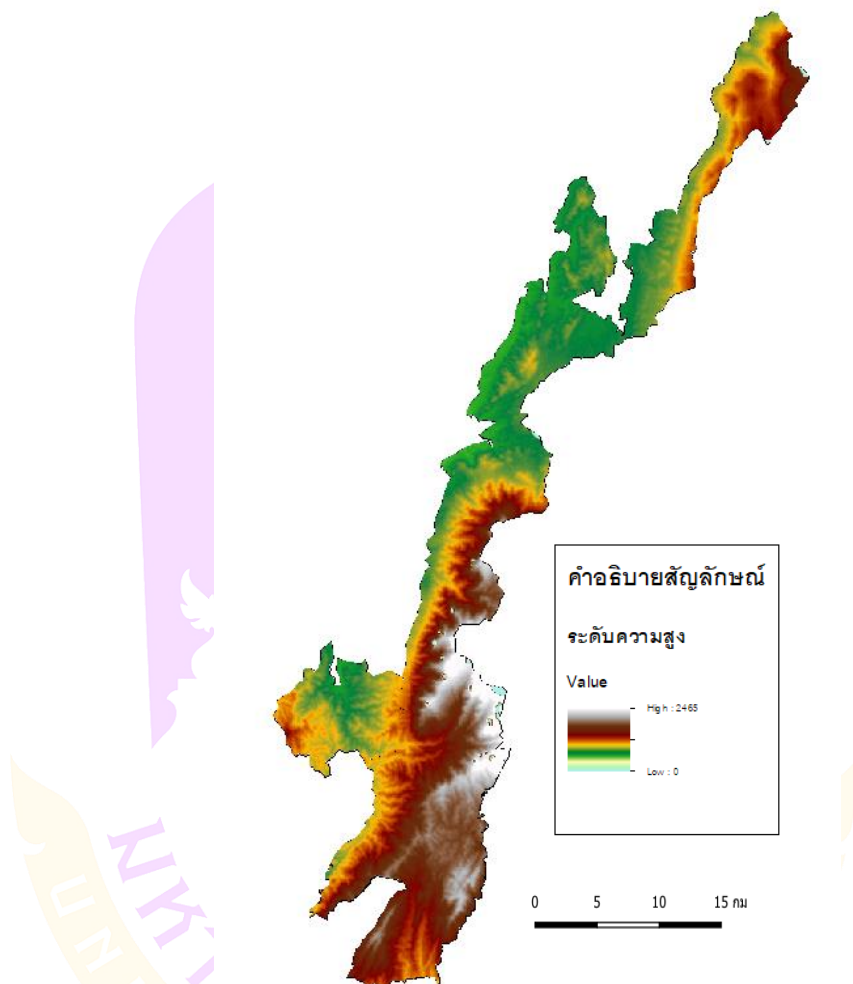 คำอธิบายสัญลักษณ์
ระดับความสูง
Value
High : 2465
Low : 0
0 5 10 15 กม